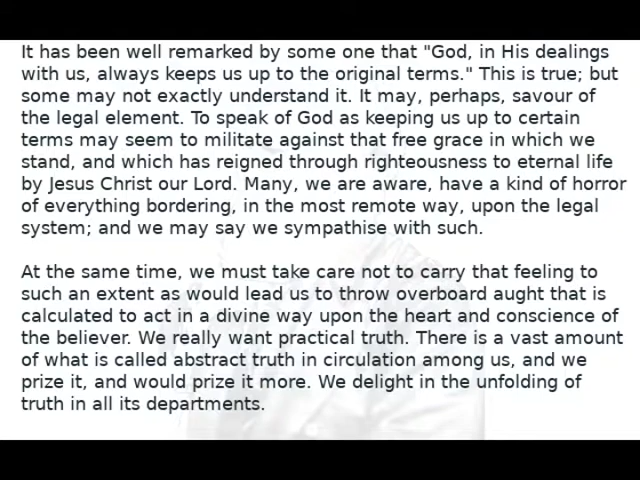 It has been well remarked by some one that "God, in His dealings
with us, always keeps us up to the original terms." This is true; but
some may not exactly understand it. It may, perhaps, savour of
the legal element. To speak of God as keeping us up to certain
terms may seem to militate against that free grace in which we
stand, and which has reigned through righteousness to eternal life
by Jesus Christ our Lord. Many, we are aware, have a kind of horror
of everything bordering, in the most remote way, upon the legal
system; and we may say we sympathise with such.
At the same time, we must take care not to carry that feeling to
such an extent as would lead us to throw overboard aught that is
calculated to act in a divine way upon the heart and conscience of
the believer. We really want practical truth. There is a vast amount
of what is called abstract truth in circulation among us, and we
prize it, and would prize it more. We delight in the unfolding of
truth in all its departments.